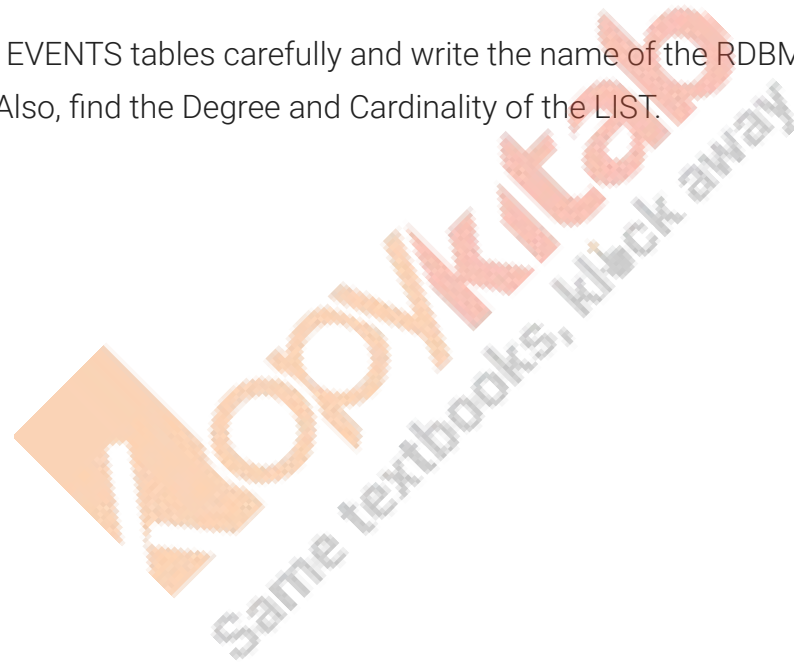 EVENTS tables carefully and write the name of the RDBM
Also, find the Degree and Cardinality of the LIST.
kopykitab
Same textbooks, klick away